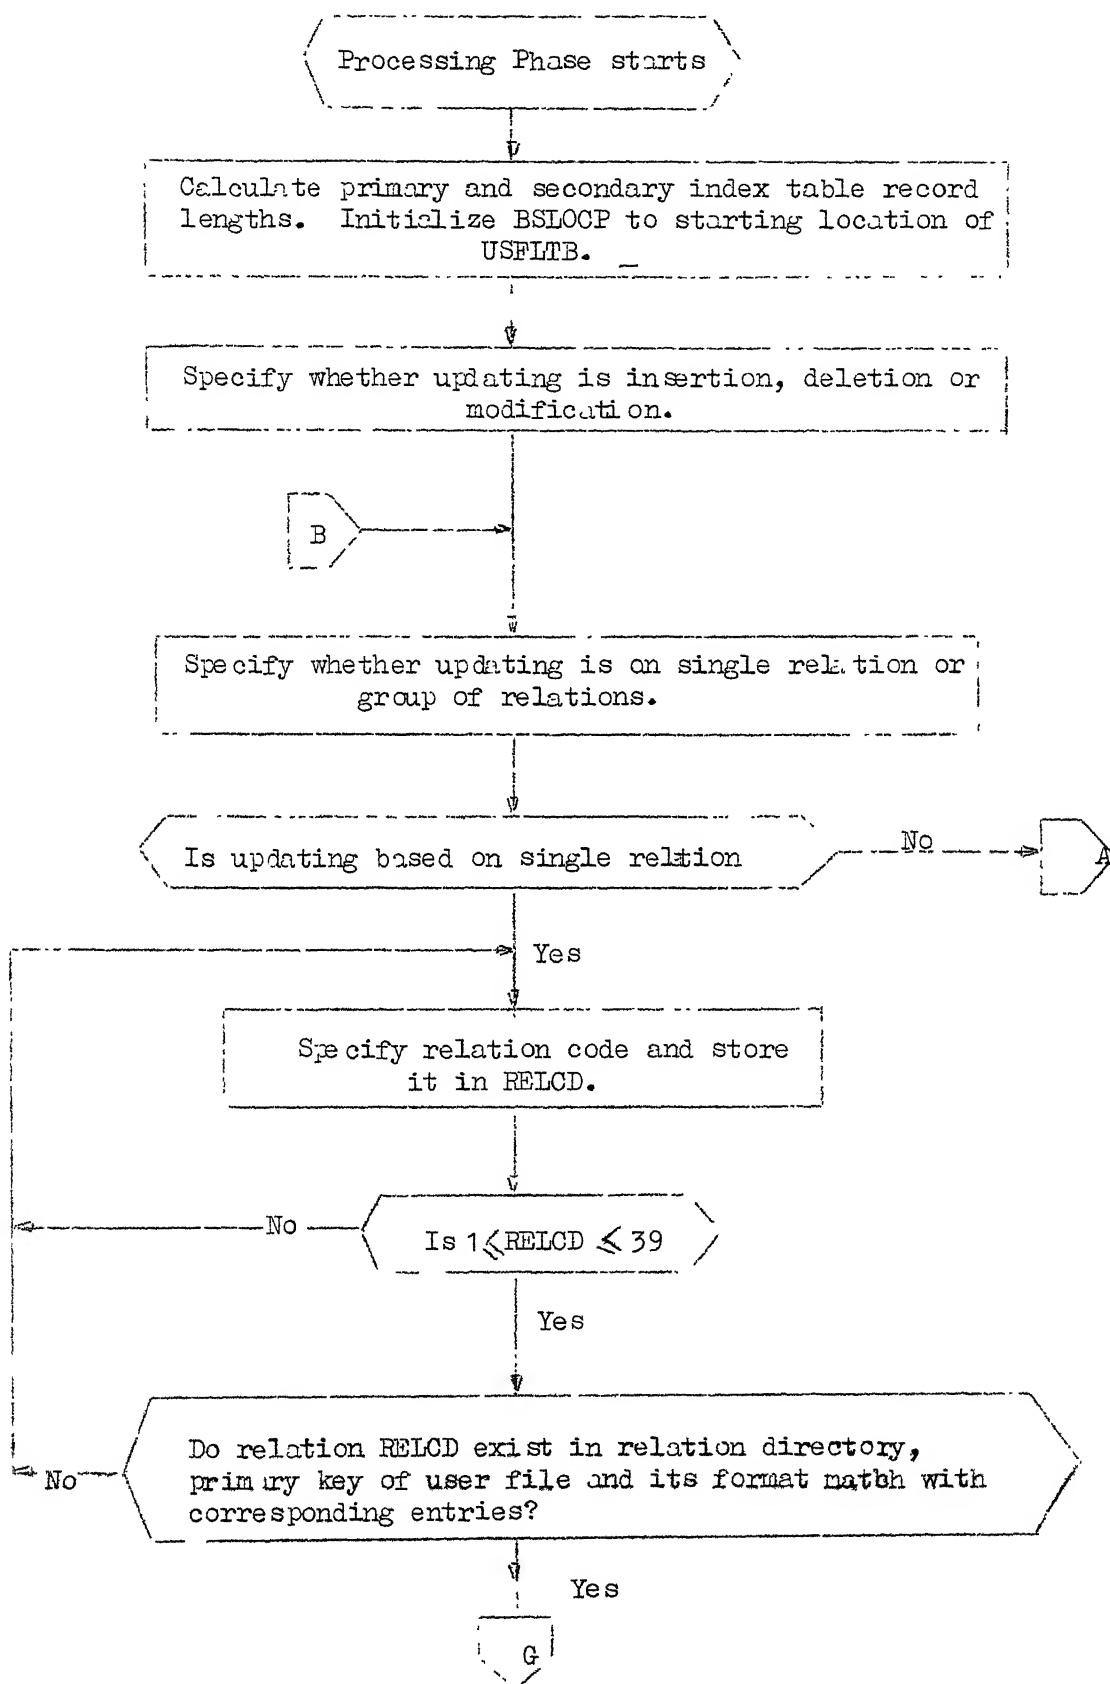 Processing Phase starts
Calculate primary and secondary index table record
lengths. Initialize BSLOCP to starting location of
USFLTB.
Specify whether updating is insertion, deletion or
modification.
B
Specify whether updating is on single relation or
group of relations.
Is updating based on single reltion
No
A
Yes
Specify relation code and store
it in RELCD.
No
Is 1⩽RELCD ⩽ 39
Yes
Do relation RELCD exist in relation directory,
primary key of user file and its format matbh with
No
corresponding entries?
Yes
G